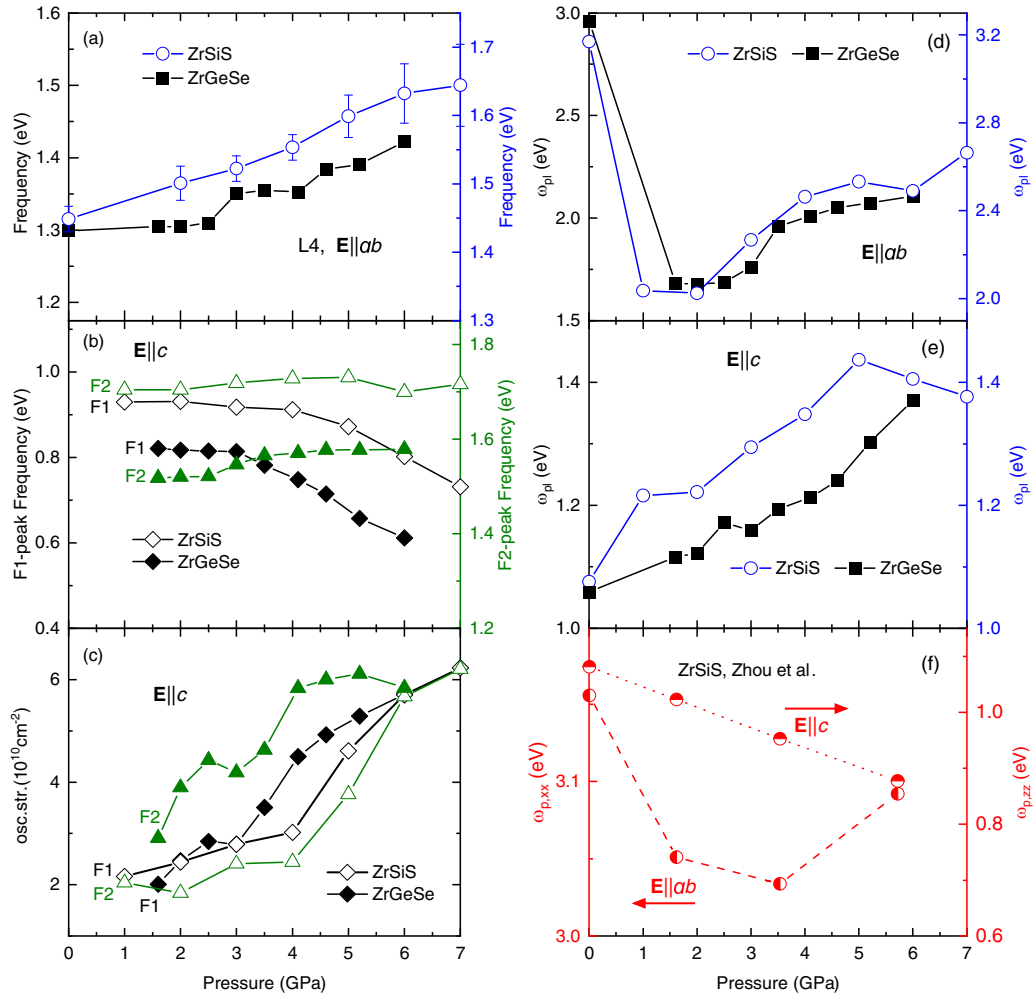 (a)
ZrSiS
ZrGeSe
L4, E||ab
Frequency (eV)
1.6
1.5
1.4
1.3
1.2
Frequency (eV)
1.7
1.6
1.5
1.4
1.3
(b)
E||c
F2
F1
F1
F2
ZrSiS
ZrGeSe
F1-peak Frequency (eV)
1.0
0.8
0.6
0.4
F2-peak Frequency (eV)
1.8
1.6
1.4
1.2
(c)
E||c
F2
F1
F2
F1
ZrSiS
ZrGeSe
osc.str.(10¹⁰cm⁻²)
6
4
2
0 1 2 3 4 5 6 7
Pressure (GPa)
(d)
ZrSiS
ZrGeSe
E||ab
ωpl (eV)
3.0
2.5
2.0
1.5
ωpl (eV)
3.2
2.8
2.4
2.0
(e)
E||c
ZrSiS
ZrGeSe
ωpl (eV)
1.4
1.2
1.0
ωpl (eV)
1.4
1.2
1.0
(f)
ZrSiS, Zhou et al.
E||c
E||ab
ωp,xx (eV)
3.1
3.0
ωp,zz (eV)
1.0
0.8
0.6
0 1 2 3 4 5 6 7
Pressure (GPa)